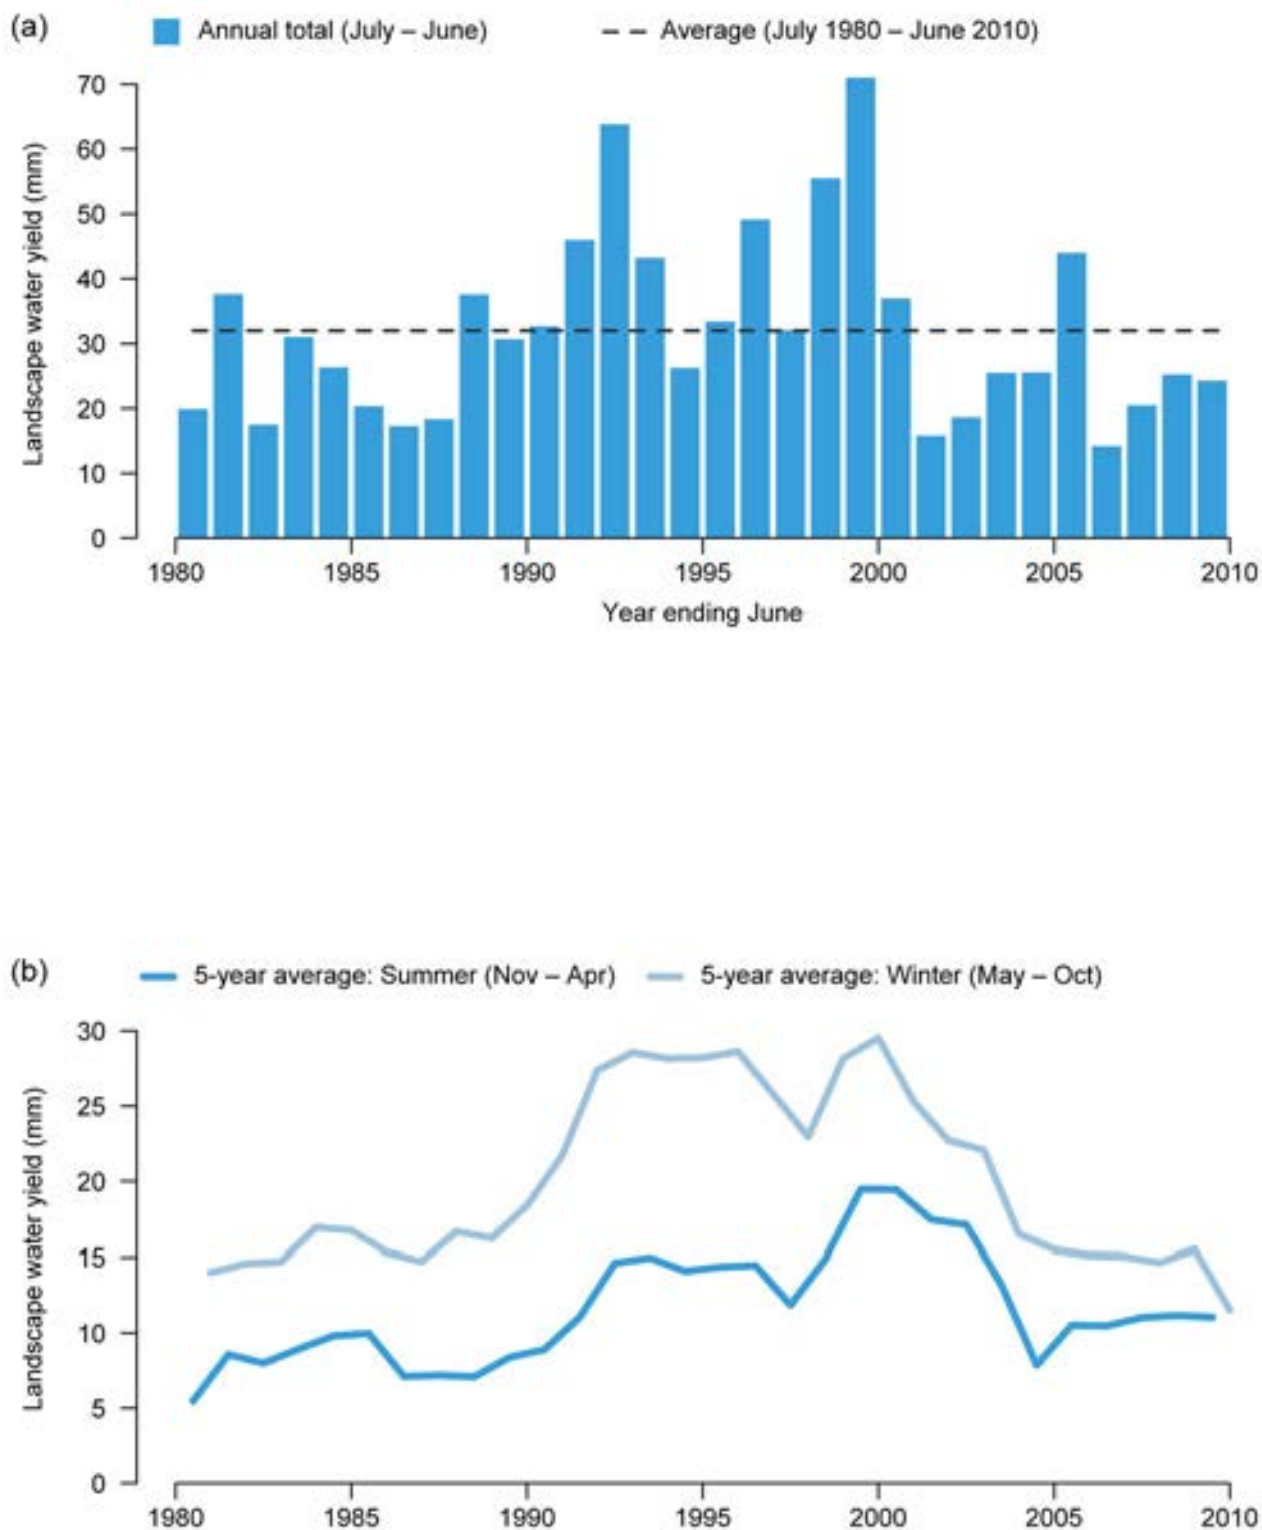 (a) Annual total (July – June) Average (July 1980 – June 2010)
Landscape water yield (mm)
70
60
50
40
30
20
10
0
1980 1985 1990 1995 2000 2005 2010
Year ending June
(b) 5-year average: Summer (Nov – Apr) 5-year average: Winter (May – Oct)
Landscape water yield (mm)
30
25
20
15
10
5
0
1980 1985 1990 1995 2000 2005 2010